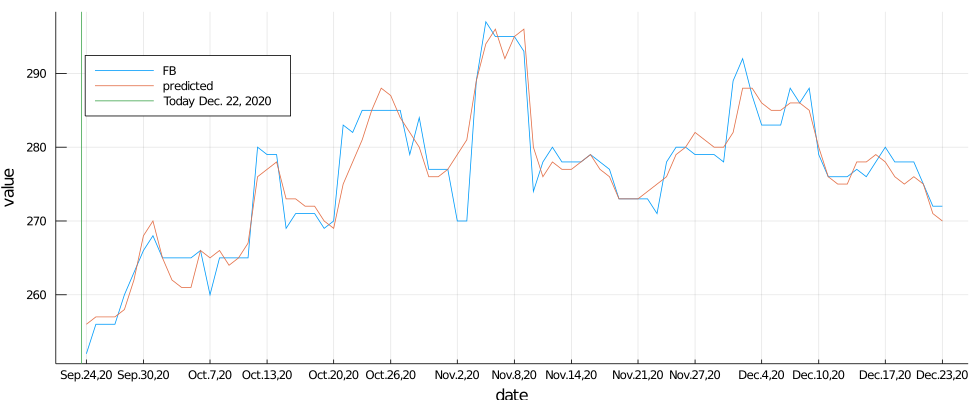 FB
predicted
Today Dec. 22, 2020
value
290
280
270
260
Sep.24,20 Sep.30,20 Oct.7,20 Oct.13,20 Oct.20,20 Oct.26,20 Nov.2,20 Nov.8,20 Nov.14,20 Nov.21,20 Nov.27,20 Dec.4,20 Dec.10,20 Dec.17,20 Dec.23,20
date